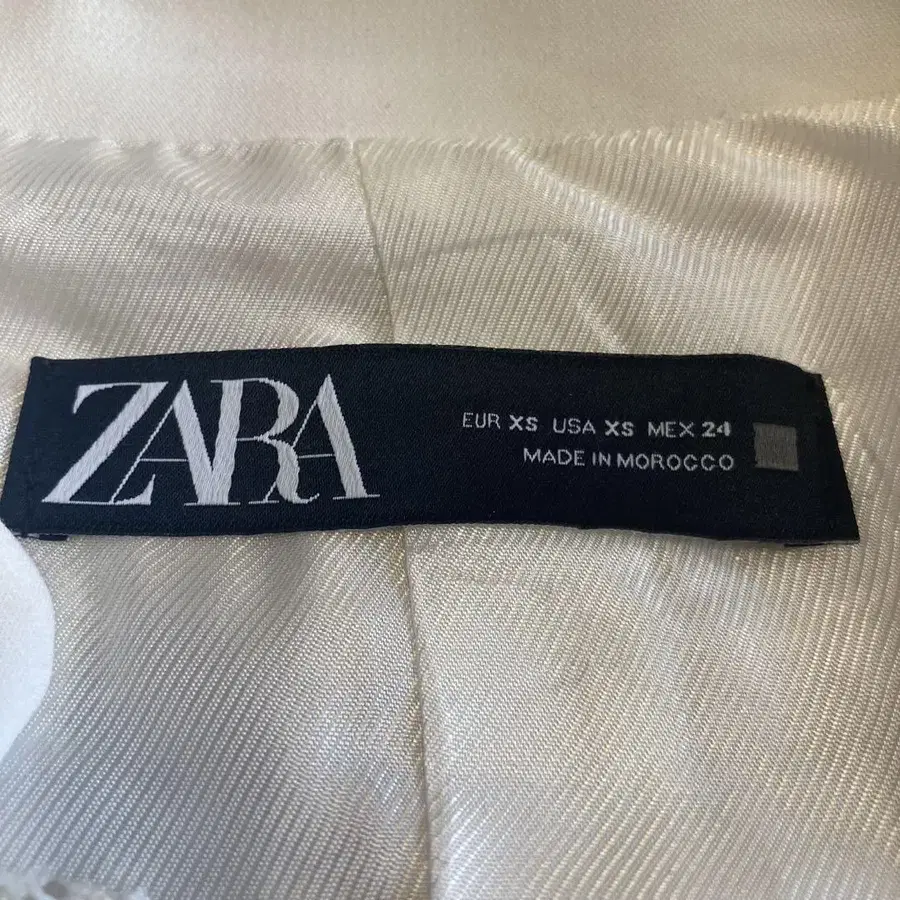 ZARA
EUR XS USA XS MEX 24
MADE IN MOROCCO